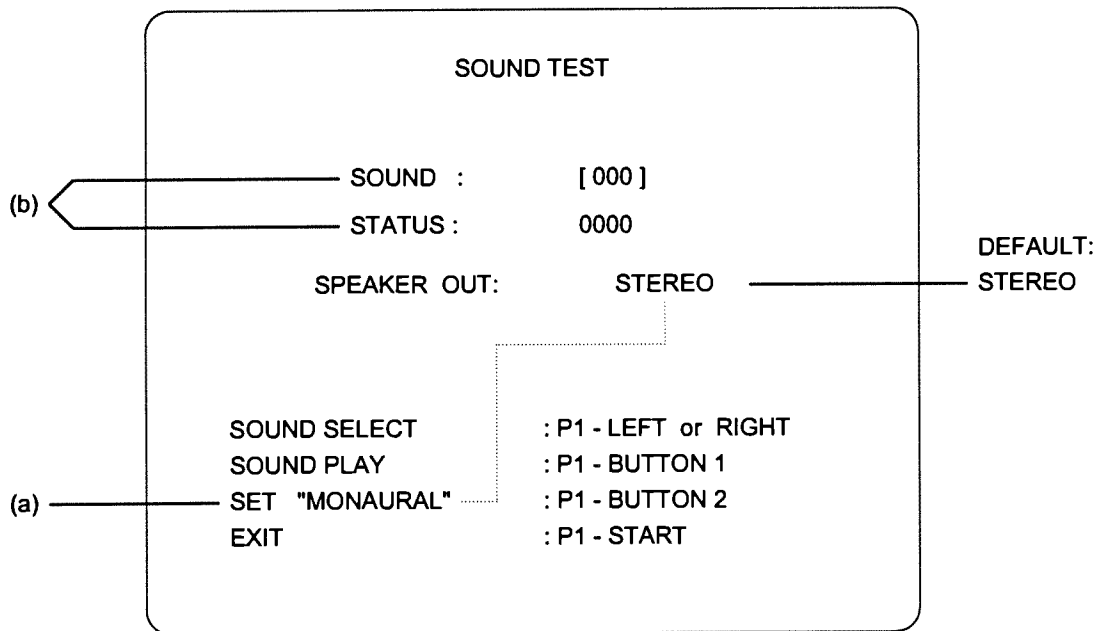 SOUND TEST
(b)
SOUND : [ 000 ]
STATUS : 0000
DEFAULT:
SPEAKER OUT: STEREO
STEREO
SOUND SELECT : P1 - LEFT or RIGHT
SOUND PLAY : P1 - BUTTON 1
(a)
SET "MONAURAL" : P1 - BUTTON 2
EXIT : P1 - START